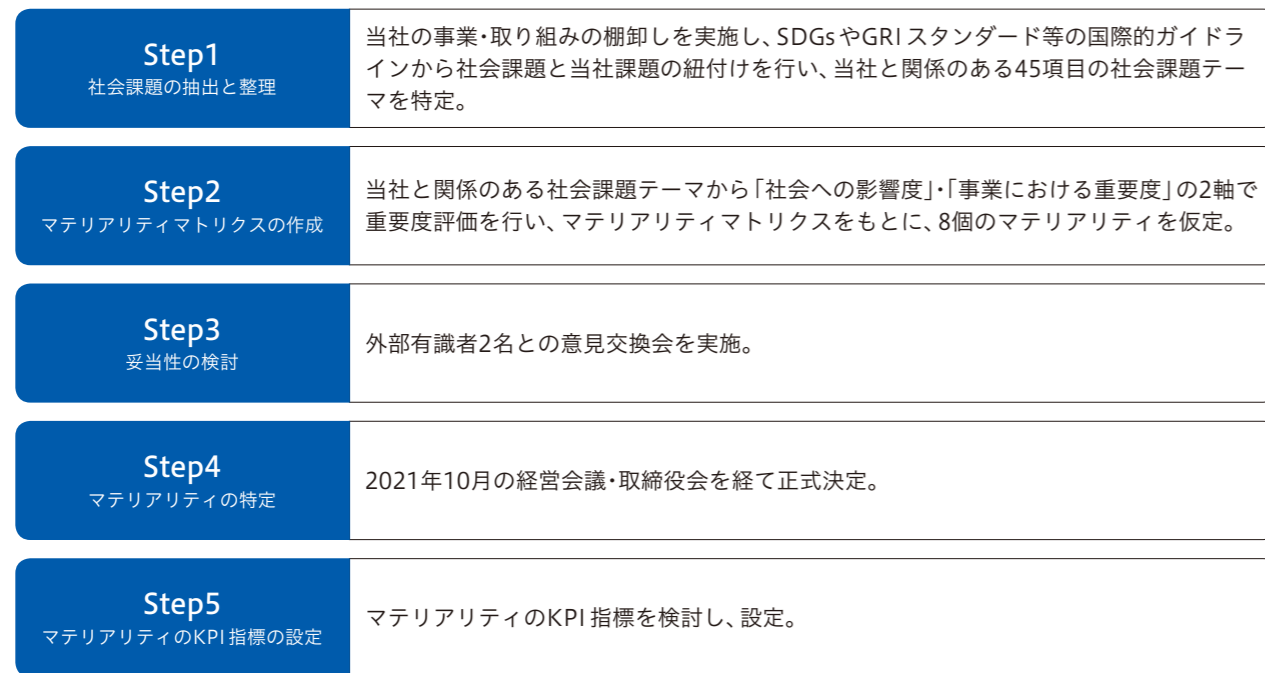 Step1
社会課題の抽出と整理
当社の事業・取り組みの棚卸しを実施し、SDGsやGRIスタンダード等の国際的ガイドラ
インから社会課題と当社課題の紐付けを行い、当社と関係のある45項目の社会課題テー
マを特定。
Step2
マテリアリティマトリクスの作成
当社と関係のある社会課題テーマから「社会への影響度」・「事業における重要度」の2軸で
重要度評価を行い、マテリアリティマトリクスをもとに、8個のマテリアリティを仮定。
Step3
妥当性の検討
外部有識者2名との意見交換会を実施。
Step4
マテリアリティの特定
2021年10月の経営会議・取締役会を経て正式決定。
Step5
マテリアリティのKPI指標の設定
マテリアリティのKPI指標を検討し、設定。